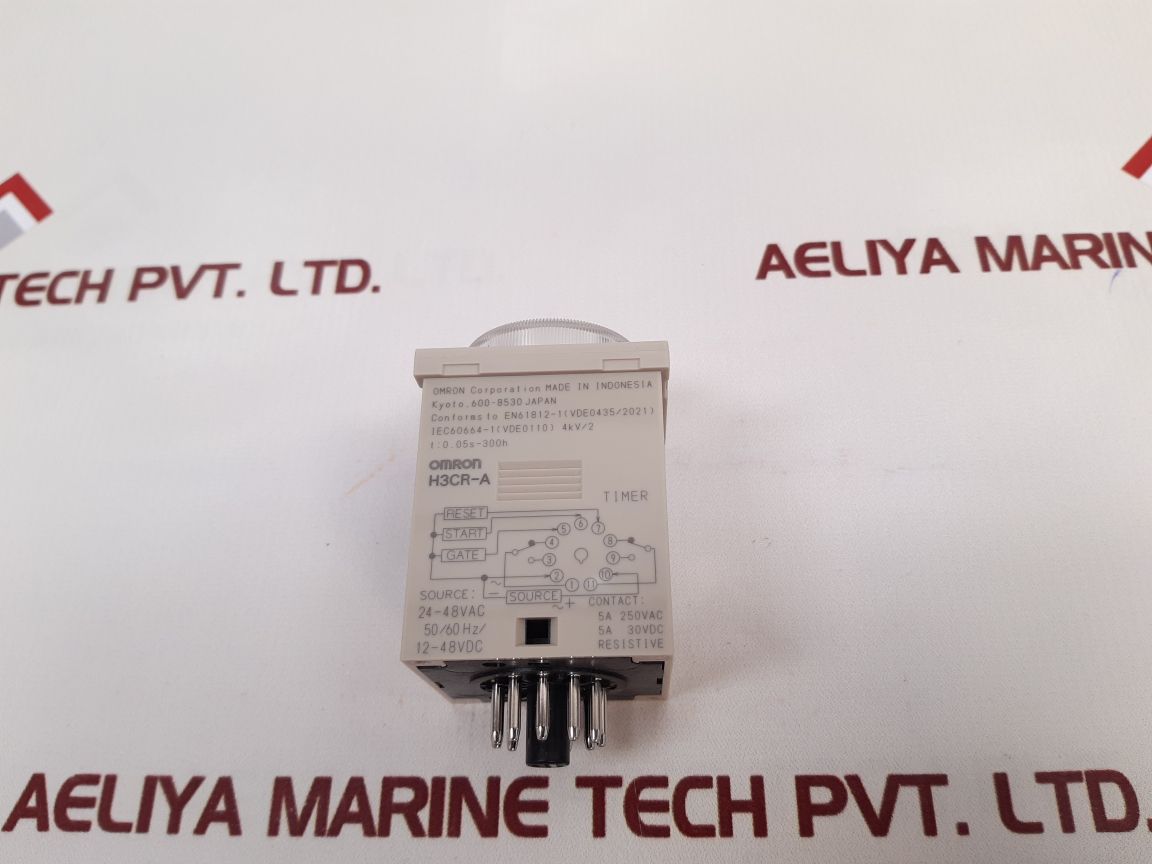 TECH PVT. LTD.
AELIYA MARIN
OMRON Corporation MADE IN INDONESIA
Kyoto,600-8530 JAPAN
Conforms to EN61812-1(VDE0435/2021)
IEC60664-1(VDE0110) 4kV/2
t:0.05s-300h
OMRON
H3CR-A
TIMER
RESET
START
GATE
5 6 7
4 8
3 9
2 10
1 11
SOURCE: ~ − SOURCE ~ +
24-48VAC
50/60Hz/
12-48VDC
CONTACT:
5A 250VAC
5A 30VDC
RESISTIVE
AELIYA MARINE TECH PVT. LTD.